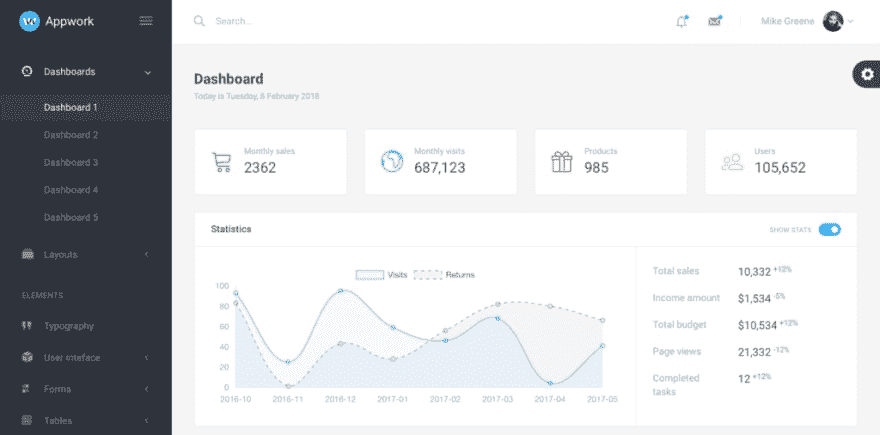 Appwork
Search...
Mike Greene
Dashboards
Dashboard 1
Dashboard 2
Dashboard 3
Dashboard 4
Dashboard 5
Layouts
ELEMENTS
Typography
User interface
Forms
Tables
Dashboard
Today is Tuesday, 8 February 2018
Monthly sales
2362
Monthly visits
687,123
Products
985
Users
105,652
Statistics
SHOW STATS
Visits
Returns
100
80
60
40
20
0
2016-10
2016-11
2016-12
2017-01
2017-02
2017-03
2017-04
2017-05
Total sales
10,332 +12%
Income amount
$1,534 -5%
Total budget
$10,534 +12%
Page views
21,332 -12%
Completed
tasks
12 +12%